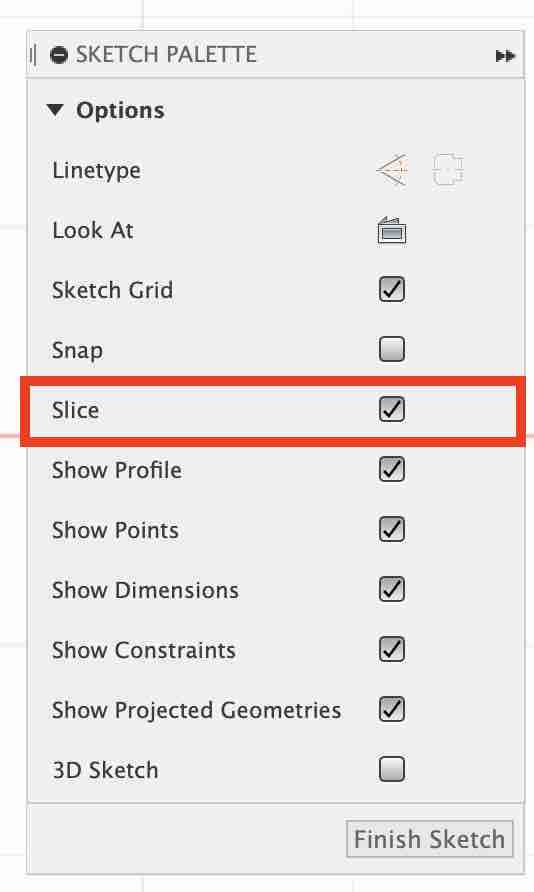 SKETCH PALETTE
Options
Linetype
Look At
Sketch Grid
Snap
Slice
Show Profile
Show Points
Show Dimensions
Show Constraints
Show Projected Geometries
3D Sketch
Finish Sketch